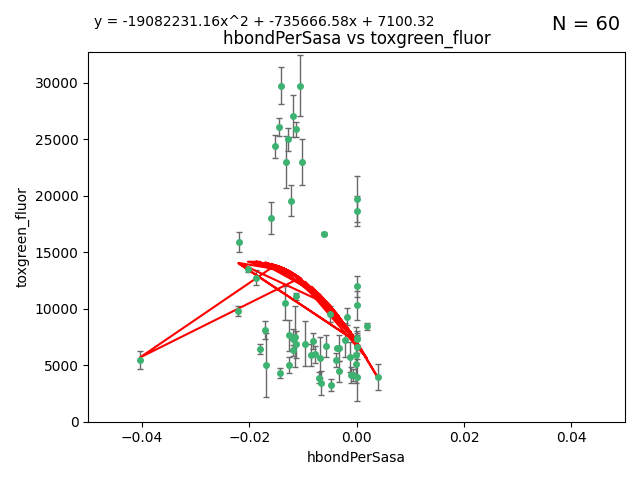 y = -19082231.16x^2 + -735666.58x + 7100.32
N = 60
hbondPerSasa vs toxgreen_fluor
30000
25000
20000
15000
10000
5000
0
toxgreen_fluor
−0.04
−0.02
0.00
0.02
0.04
hbondPerSasa